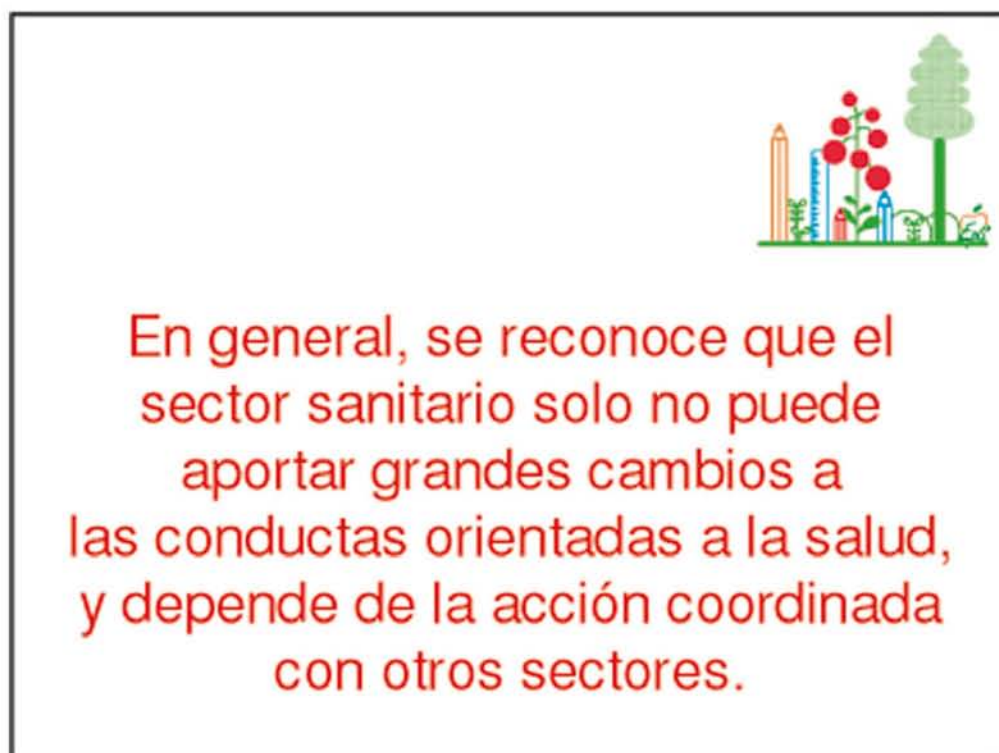 En general, se reconoce que el
sector sanitario solo no puede
aportar grandes cambios a
las conductas orientadas a la salud,
y depende de la acción coordinada
con otros sectores.